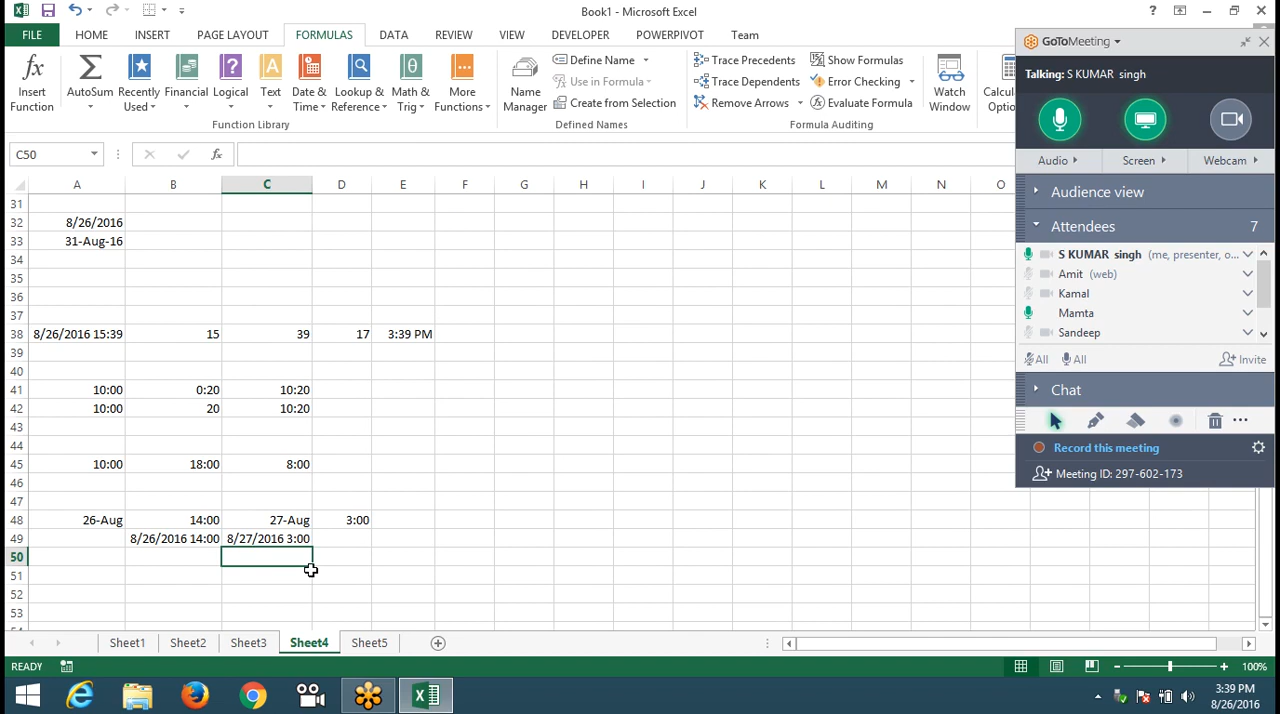 Book1 - Microsoft Excel
FILE HOME INSERT PAGE LAYOUT FORMULAS DATA REVIEW VIEW DEVELOPER POWERPIVOT Team
Insert Function
AutoSum
Recently Used
Financial
Logical
Text
Date & Time
Lookup & Reference
Math & Trig
More Functions
Function Library
Name Manager
Define Name
Use in Formula
Create from Selection
Defined Names
Trace Precedents
Trace Dependents
Remove Arrows
Show Formulas
Error Checking
Evaluate Formula
Formula Auditing
Watch Window
C50
A B C D E F G H I J K L M N O
31
32 8/26/2016
33 31-Aug-16
34
35
36
37
38 8/26/2016 15:39 15 39 17 3:39 PM
39
40
41 10:00 0:20 10:20
42 10:00 20 10:20
43
44
45 10:00 18:00 8:00
46
47
48 26-Aug 14:00 27-Aug 3:00
49 8/26/2016 14:00 8/27/2016 3:00
50
51
52
53
Sheet1 Sheet2 Sheet3 Sheet4 Sheet5
READY
100%
GoToMeeting
Talking: S KUMAR singh
Audio Screen Webcam
Audience view
Attendees 7
S KUMAR singh (me, presenter, o...
Amit (web)
Kamal
Mamta
Sandeep
All All Invite
Chat
Record this meeting
Meeting ID: 297-602-173
3:39 PM
8/26/2016